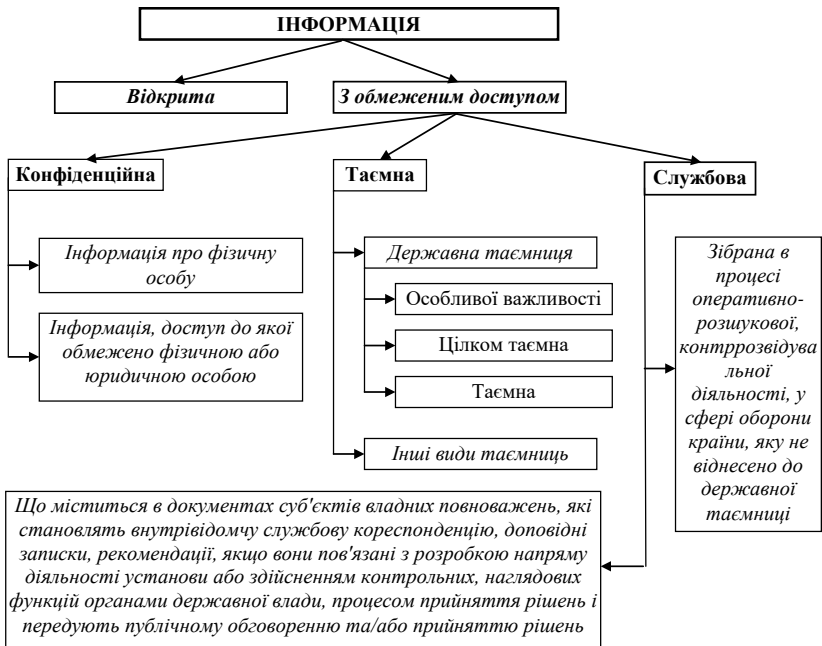 ІНФОРМАЦІЯ
Відкрита
З обмеженим доступом
Конфіденційна
Таємна
Службова
Інформація про фізичну
особу
Інформація, доступ до якої
обмежено фізичною або
юридичною особою
Державна таємниця
Особливої важливості
Цілком таємна
Таємна
Інші види таємниць
Зібрана в
процесі
оперативно-
розшукової,
контррозвідува
льної
діяльності, у
сфері оборони
країни, яку не
віднесено до
державної
таємниці
Що міститься в документах суб'єктів владних повноважень, які
становлять внутрівідомчу службову кореспонденцію, доповідні
записки, рекомендації, якщо вони пов'язані з розробкою напряму
діяльності установи або здійсненням контрольних, наглядових
функцій органами державної влади, процесом прийняття рішень і
передують публічному обговоренню та/або прийняттю рішень